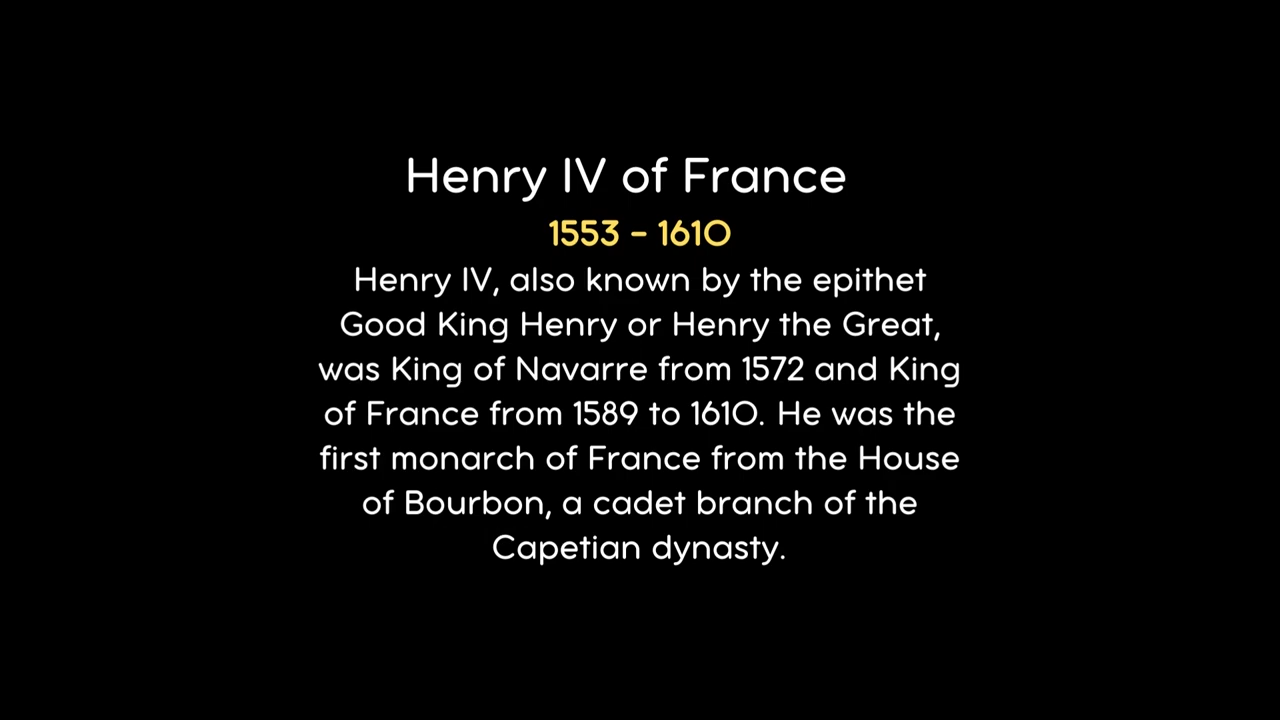 Henry IV of France
1553 – 1610
Henry IV, also known by the epithet
Good King Henry or Henry the Great,
was King of Navarre from 1572 and King
of France from 1589 to 1610. He was the
first monarch of France from the House
of Bourbon, a cadet branch of the
Capetian dynasty.